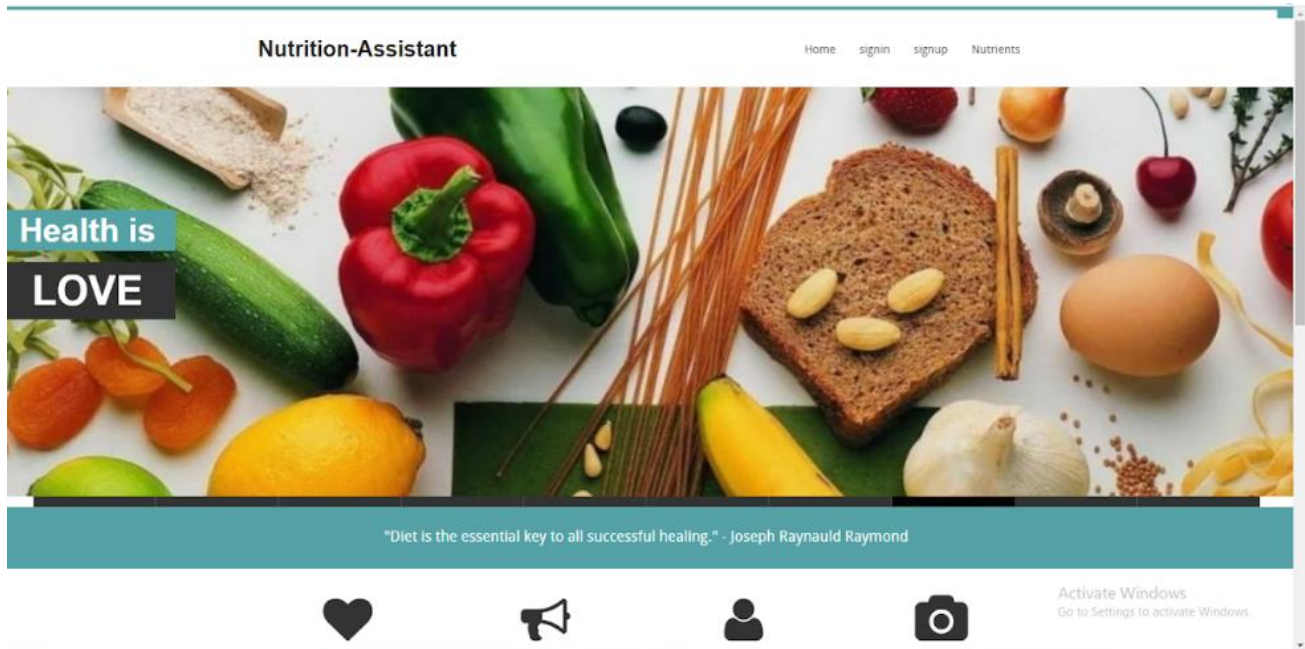 Nutrition-Assistant
Home signin signup Nutrients
Health is
LOVE
"Diet is the essential key to all successful healing." - Joseph Raynauld Raymond
Activate Windows
Go to Settings to activate Windows.